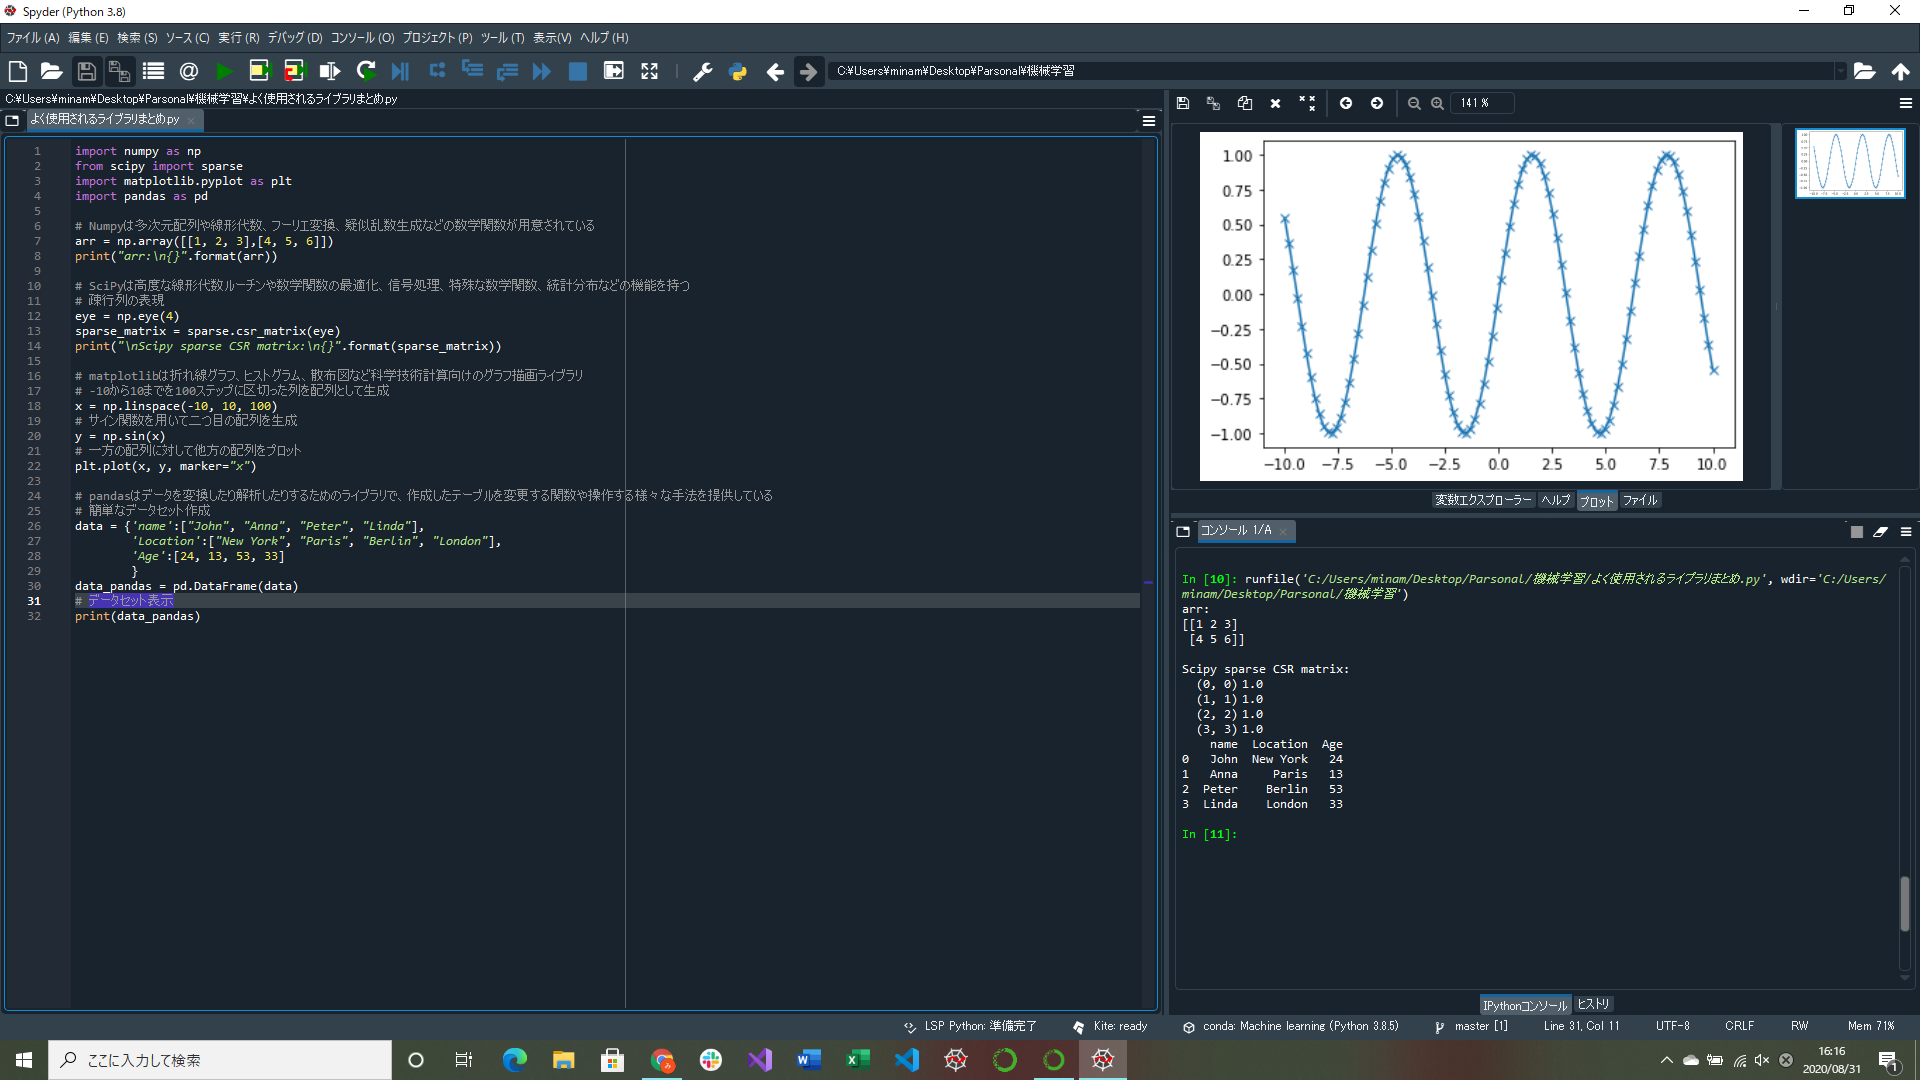 Spyder (Python 3.8)
ファイル (A) 編集 (E) 検索 (S) ソース (C) 実行 (R) デバッグ (D) コンソール (O) プロジェクト (P) ツール (T) 表示(V) ヘルプ (H)
C:¥Users¥minam¥Desktop¥Parsonal¥機械学習
C:¥Users¥minam¥Desktop¥Parsonal¥機械学習¥よく使用されるライブラリまとめ.py
よく使用されるライブラリまとめ.py
1 import numpy as np
2 from scipy import sparse
3 import matplotlib.pyplot as plt
4 import pandas as pd
5
6 # Numpyは多次元配列や線形代数、フーリエ変換、疑似乱数生成などの数学関数が用意されている
7 arr = np.array([[1, 2, 3],[4, 5, 6]])
8 print("arr:\n{}".format(arr))
9
10 # SciPyは高度な線形代数ルーチンや数学関数の最適化、信号処理、特殊な数学関数、統計分布などの機能を持つ
11 # 疎行列の表現
12 eye = np.eye(4)
13 sparse_matrix = sparse.csr_matrix(eye)
14 print("\nScipy sparse CSR matrix:\n{}".format(sparse_matrix))
15
16 # matplotlibは折れ線グラフ、ヒストグラム、散布図など科学技術計算向けのグラフ描画ライブラリ
17 # -10から10までを100ステップに区切った列を配列として生成
18 x = np.linspace(-10, 10, 100)
19 # サイン関数を用いて二つ目の配列を生成
20 y = np.sin(x)
21 # 一方の配列に対して他方の配列をプロット
22 plt.plot(x, y, marker="x")
23
24 # pandasはデータを変換したり解析したりするためのライブラリで、作成したテーブルを変更する関数や操作する様々な手法を提供している
25 # 簡単なデータセット作成
26 data = {'name':["John", "Anna", "Peter", "Linda"],
27 'Location':["New York", "Paris", "Berlin", "London"],
28 'Age':[24, 13, 53, 33]
29 }
30 data_pandas = pd.DataFrame(data)
31 # データセット表示
32 print(data_pandas)
141 %
1.00
0.75
0.50
0.25
0.00
−0.25
−0.50
−0.75
−1.00
−10.0 −7.5 −5.0 −2.5 0.0 2.5 5.0 7.5 10.0
変数エクスプローラー ヘルプ プロット ファイル
コンソール 1/A
In [10]: runfile('C:/Users/minam/Desktop/Parsonal/機械学習/よく使用されるライブラリまとめ.py', wdir='C:/Users/
minam/Desktop/Parsonal/機械学習')
arr:
[[1 2 3]
[4 5 6]]
Scipy sparse CSR matrix:
(0, 0) 1.0
(1, 1) 1.0
(2, 2) 1.0
(3, 3) 1.0
name Location Age
0 John New York 24
1 Anna Paris 13
2 Peter Berlin 53
3 Linda London 33
In [11]:
IPythonコンソール ヒストリ
LSP Python: 準備完了 Kite: ready conda: Machine learning (Python 3.8.5) master [1] Line 31, Col 11 UTF-8 CRLF RW Mem 71%
ここに入力して検索
16:16
2020/08/31
1